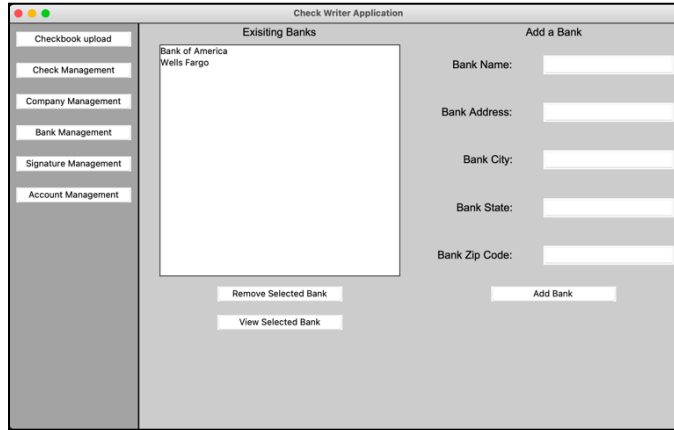 Check Writer Application
Checkbook upload
Check Management
Company Management
Bank Management
Signature Management
Account Management
Exisiting Banks
Bank of America
Wells Fargo
Remove Selected Bank
View Selected Bank
Add a Bank
Bank Name:
Bank Address:
Bank City:
Bank State:
Bank Zip Code:
Add Bank